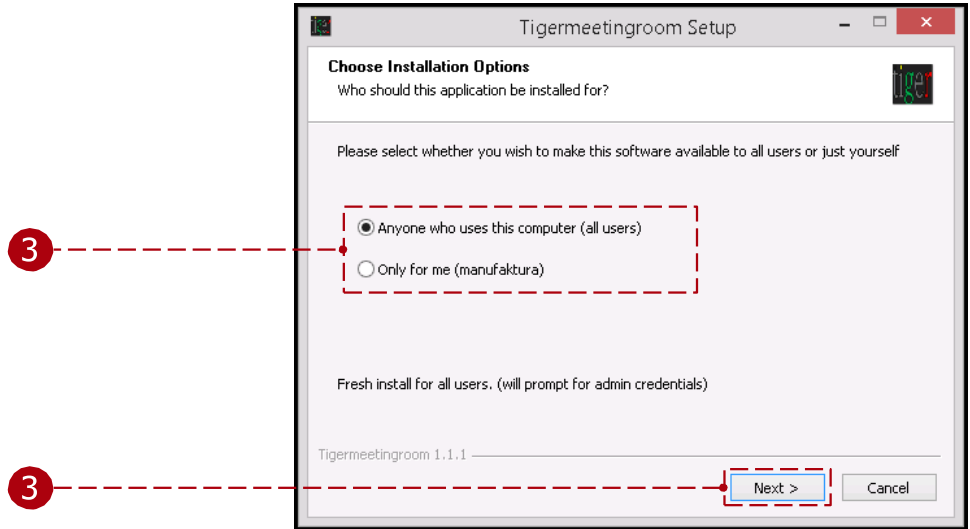 Tigermeetingroom Setup
Choose Installation Options
Who should this application be installed for?
tiger
Please select whether you wish to make this software available to all users or just yourself
3
Anyone who uses this computer (all users)
Only for me (manufaktura)
Fresh install for all users. (will prompt for admin credentials)
Tigermeetingroom 1.1.1
3
Next >
Cancel